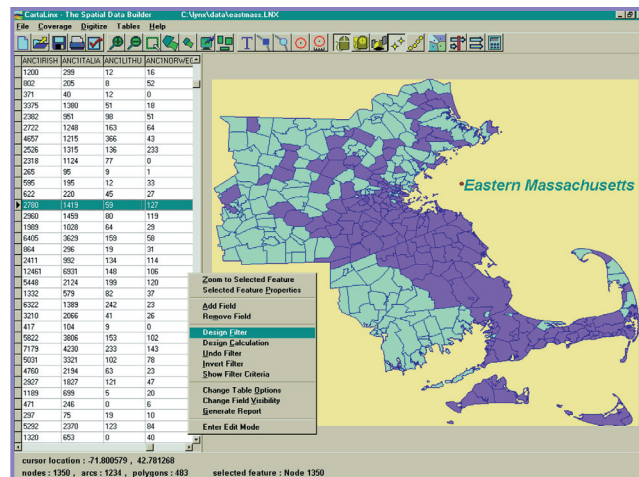 CartaLinx - The Spatial Data Builder C:\lynx\data\eastmass.LNX
File Coverage Digitize Tables Help
ANC1IRISH ANC1ITALIA ANC1LITHU ANC1NORWEG
1200 299 12 16
802 205 8 52
371 40 12 0
3375 1380 51 18
2382 951 98 51
2722 1248 163 64
4657 1215 366 43
2526 1315 136 233
2318 1124 77 0
265 95 9 1
595 195 12 33
622 220 45 27
2780 1419 59 127
2960 1459 80 119
1989 1028 64 29
6405 3629 159 58
864 296 19 31
2411 992 134 114
12461 6931 148 106
5448 2124 199 120
1332 579 82 37
6322 1389 242 23
3210 2066 41 26
417 104 9 0
5822 3806 153 102
7179 4230 233 143
5031 3321 102 78
4760 2194 63 23
2927 1827 121 47
1189 699 5 20
471 246 0 6
297 75 19 10
5292 2370 123 84
1320 653 0 40
Eastern Massachusetts
Zoom to Selected Feature
Selected Feature Properties
Add Field
Remove Field
Design Filter
Design Calculation
Undo Filter
Invert Filter
Show Filter Criteria
Change Table Options
Change Field Visibility
Generate Report
Enter Edit Mode
cursor location : -71.800579 , 42.781268
nodes : 1350 , arcs : 1234 , polygons : 483 selected feature : Node 1350